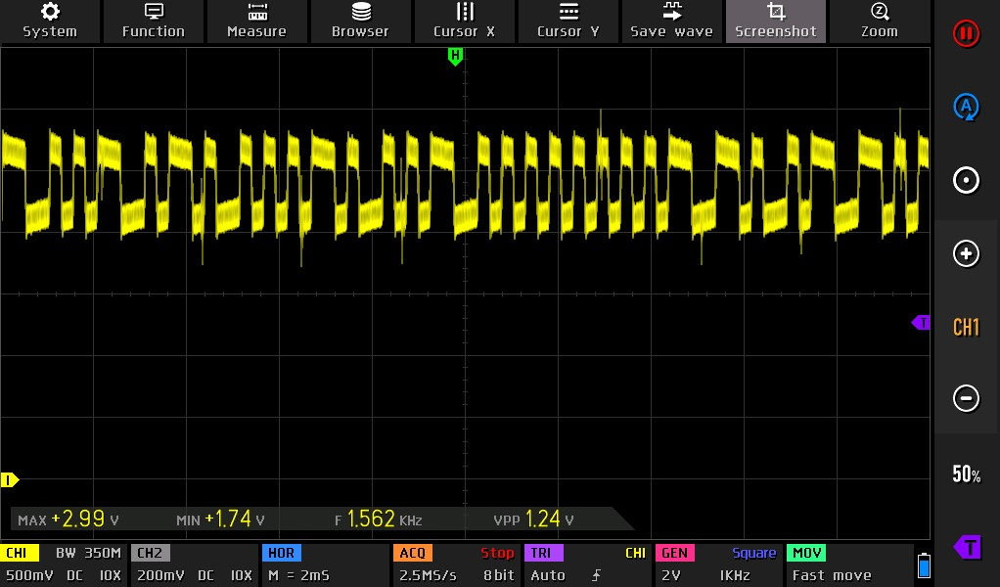 System Function Measure Browser Cursor X Cursor Y Save wave Screenshot Zoom
H
A
T
CH1
I
50%
MAX +2.99 V MIN +1.74 V F 1.562 KHz VPP 1.24 V
T
CH1 BW 350M CH2 HOR ACQ Stop TRI CH1 GEN Square MOV
500mV DC 10X 200mV DC 10X M = 2mS 2.5MS/s 8bit Auto 2V 1KHz Fast move